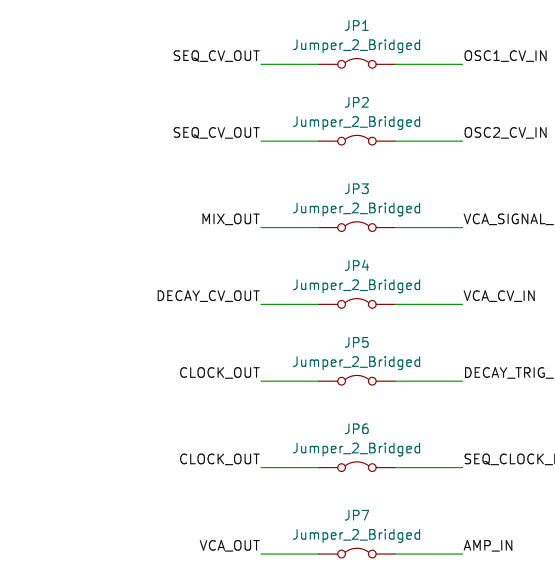 JP1
Jumper_2_Bridged
SEQ_CV_OUT OSC1_CV_IN
JP2
Jumper_2_Bridged
SEQ_CV_OUT OSC2_CV_IN
JP3
Jumper_2_Bridged
MIX_OUT VCA_SIGNAL_
JP4
Jumper_2_Bridged
DECAY_CV_OUT VCA_CV_IN
JP5
Jumper_2_Bridged
CLOCK_OUT DECAY_TRIG_
JP6
Jumper_2_Bridged
CLOCK_OUT SEQ_CLOCK_
JP7
Jumper_2_Bridged
VCA_OUT AMP_IN